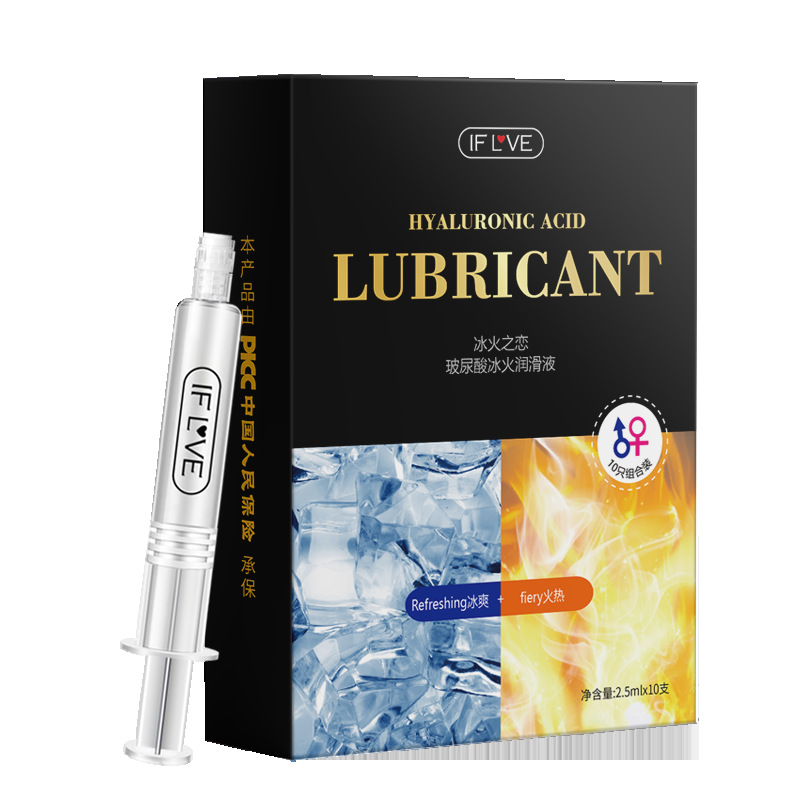 IF L♥VE
HYALURONIC ACID
LUBRICANT
冰火之恋
玻尿酸冰火润滑液
10只组合装
Refreshing冰爽 + fiery火热
净含量:2.5mlx10支
本产品由 PICC 中国人民保险 承保
IF L♥VE